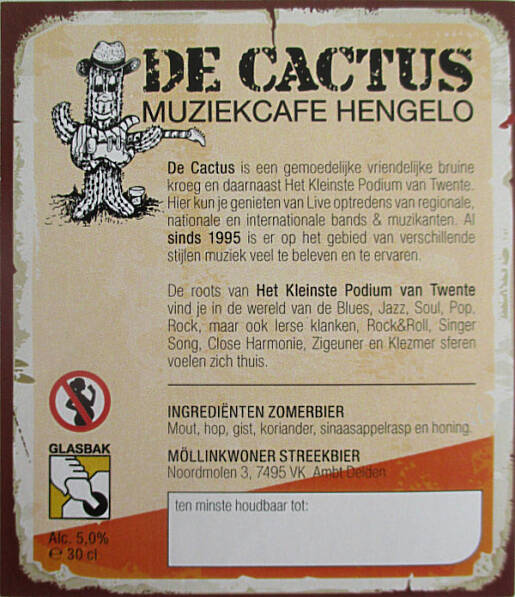 DE CACTUS
MUZIEKCAFE HENGELO
De Cactus is een gemoedelijke vriendelijke bruine
kroeg en daarnaast Het Kleinste Podium van Twente.
Hier kun je genieten van Live optredens van regionale,
nationale en internationale bands & muzikanten. Al
sinds 1995 is er op het gebied van verschillende
stijlen muziek veel te beleven en te ervaren.
De roots van Het Kleinste Podium van Twente
vind je in de wereld van de Blues, Jazz, Soul, Pop,
Rock, maar ook Ierse klanken, Rock&Roll, Singer
Song, Close Harmonie, Zigeuner en Klezmer sferen
voelen zich thuis.
INGREDIËNTEN ZOMERBIER
Mout, hop, gist, koriander, sinaasappelrasp en honing.
MÖLLINKWONER STREEKBIER
Noordmolen 3, 7495 VK Ambt Delden
GLASBAK
ten minste houdbaar tot:
Alc. 5,0%
℮ 30 cl